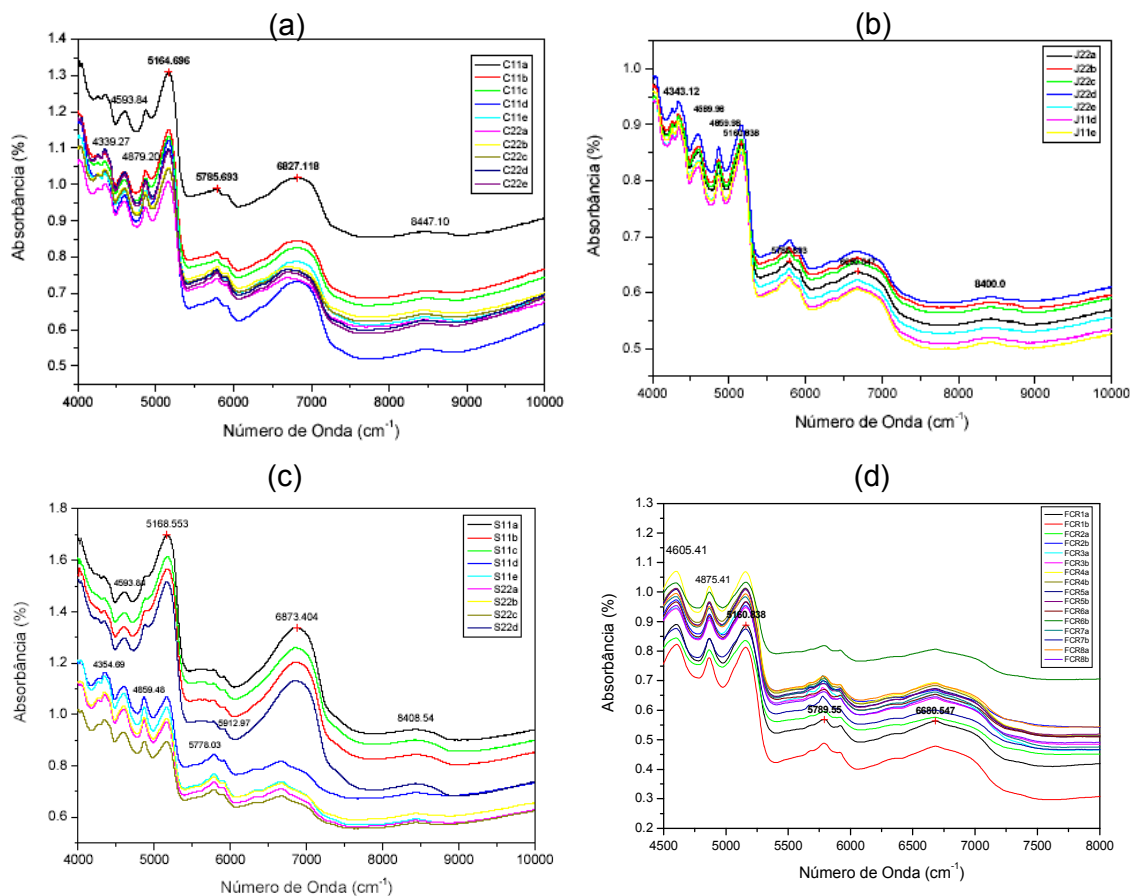 (a)
1.4
1.3
1.2
1.1
1.0
0.9
0.8
0.7
0.6
0.5
Absorbância (%)
5164.696
4593.84
4339.27
4879.20
5785.693
6827.118
8447.10
C11a
C11b
C11c
C11d
C11e
C22a
C22b
C22c
C22d
C22e
4000 5000 6000 7000 8000 9000 10000
Número de Onda (cm-1)
(b)
1.0
0.9
0.8
0.7
0.6
0.5
Absorbância (%)
4343.12
4589.98
4859.98
5160.838
8400.0
J22a
J22b
J22c
J22d
J22e
J11d
J11e
4000 5000 6000 7000 8000 9000 10000
Número de Onda (cm-1)
(c)
1.8
1.6
1.4
1.2
1.0
0.8
0.6
Absorbância (%)
5168.553
4593.84
6873.404
4354.69
4859.48
5912.97
5778.03
8408.54
S11a
S11b
S11c
S11d
S11e
S22a
S22b
S22c
S22d
4000 5000 6000 7000 8000 9000 10000
Número de Onda (cm-1)
(d)
1.3
1.2
1.1
1.0
0.9
0.8
0.7
0.6
0.5
0.4
0.3
0.2
Absorbância (%)
4605.41
4875.41
5160.838
5789.55
6680.547
FCR1a
FCR1b
FCR2a
FCR2b
FCR3a
FCR3b
FCR4a
FCR4b
FCR5a
FCR5b
FCR6a
FCR6b
FCR7a
FCR7b
FCR8a
FCR8b
4500 5000 5500 6000 6500 7000 7500 8000
Número de Onda (cm-1)